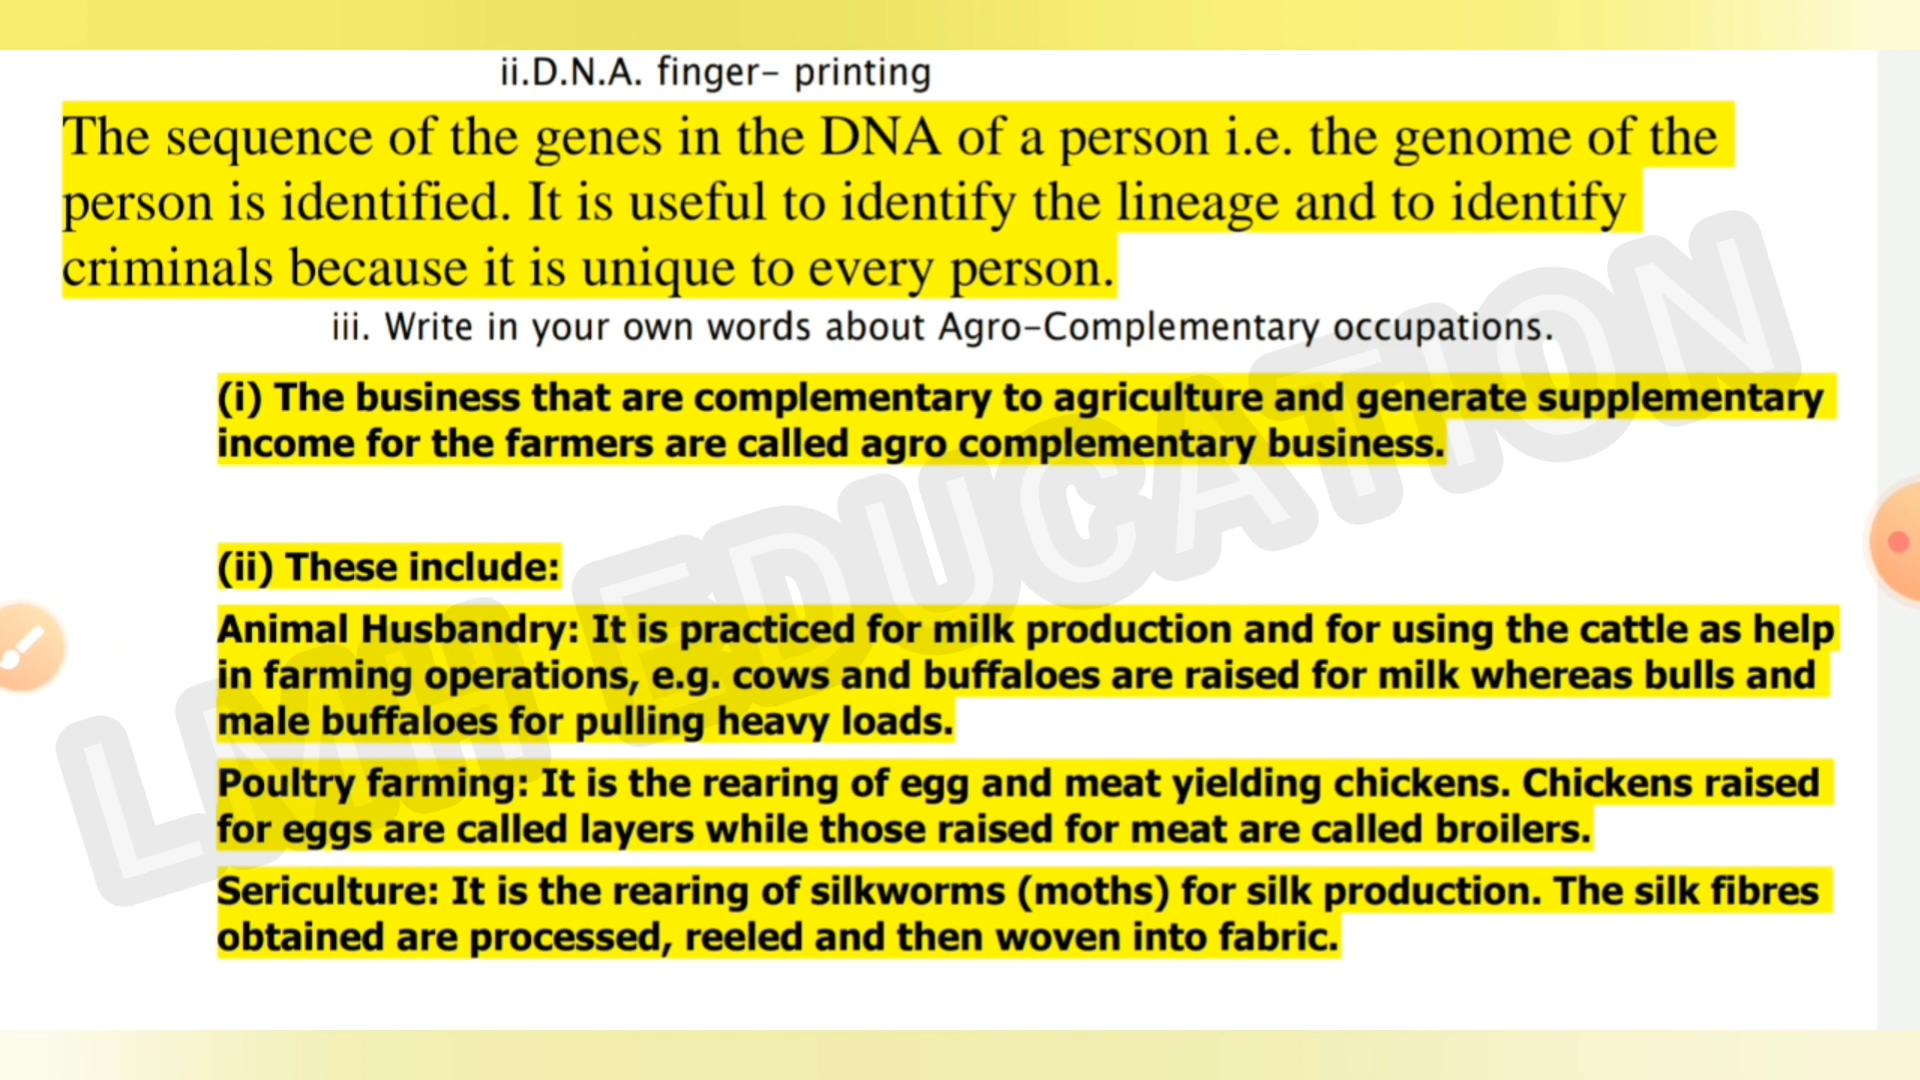 ii.D.N.A. finger- printing
The sequence of the genes in the DNA of a person i.e. the genome of the
person is identified. It is useful to identify the lineage and to identify
criminals because it is unique to every person.
iii. Write in your own words about Agro-Complementary occupations.
(i) The business that are complementary to agriculture and generate supplementary
income for the farmers are called agro complementary business.
(ii) These include:
Animal Husbandry: It is practiced for milk production and for using the cattle as help
in farming operations, e.g. cows and buffaloes are raised for milk whereas bulls and
male buffaloes for pulling heavy loads.
Poultry farming: It is the rearing of egg and meat yielding chickens. Chickens raised
for eggs are called layers while those raised for meat are called broilers.
Sericulture: It is the rearing of silkworms (moths) for silk production. The silk fibres
obtained are processed, reeled and then woven into fabric.
LMH EDUCATION